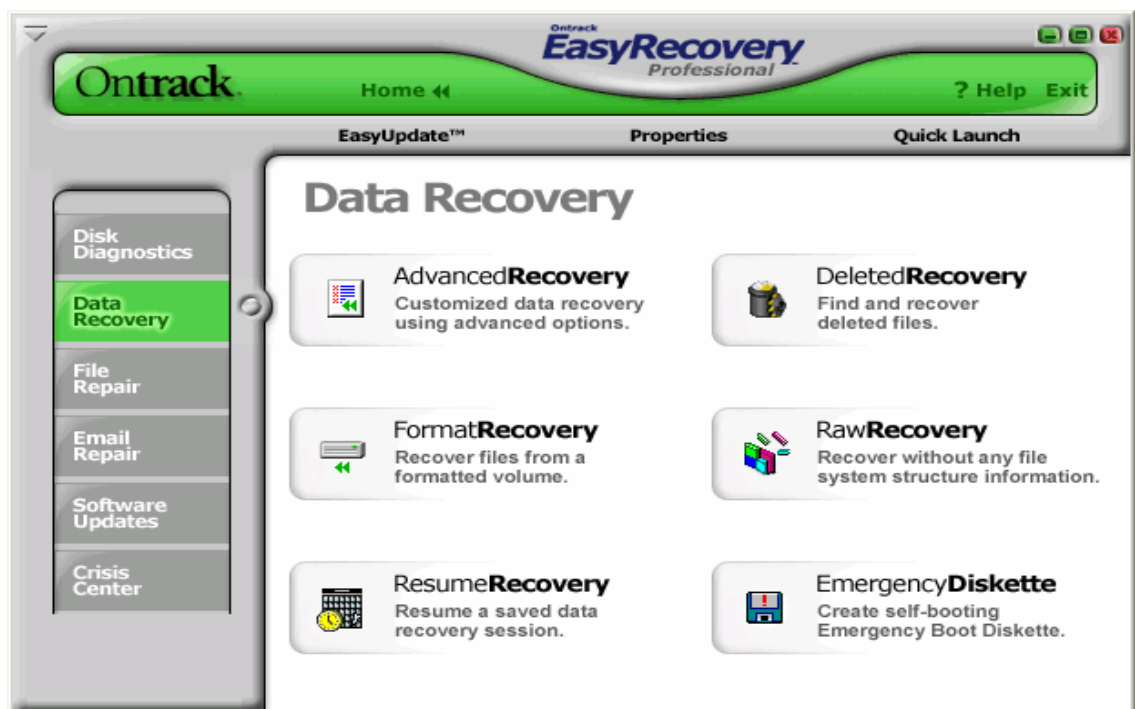 Ontrack
EasyRecovery
Professional
Ontrack.
Home
? Help Exit
EasyUpdate™ Properties Quick Launch
Disk
Diagnostics
Data
Recovery
File
Repair
Email
Repair
Software
Updates
Crisis
Center
Data Recovery
AdvancedRecovery
Customized data recovery
using advanced options.
DeletedRecovery
Find and recover
deleted files.
FormatRecovery
Recover files from a
formatted volume.
RawRecovery
Recover without any file
system structure information.
ResumeRecovery
Resume a saved data
recovery session.
EmergencyDiskette
Create self-booting
Emergency Boot Diskette.